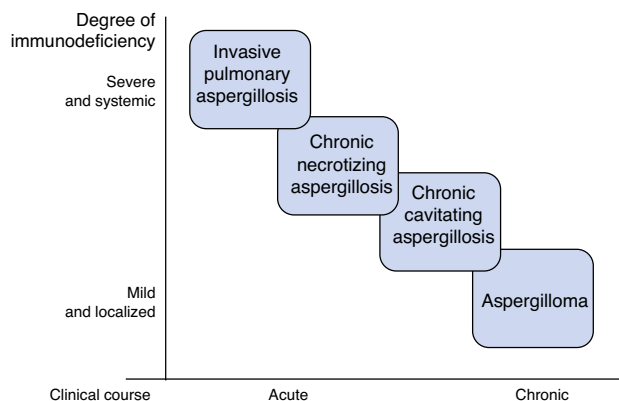 Degree of
immunodeficiency
Severe
and systemic
Invasive
pulmonary
aspergillosis
Chronic
necrotizing
aspergillosis
Chronic
cavitating
aspergillosis
Mild
and localized
Aspergilloma
Clinical course
Acute
Chronic